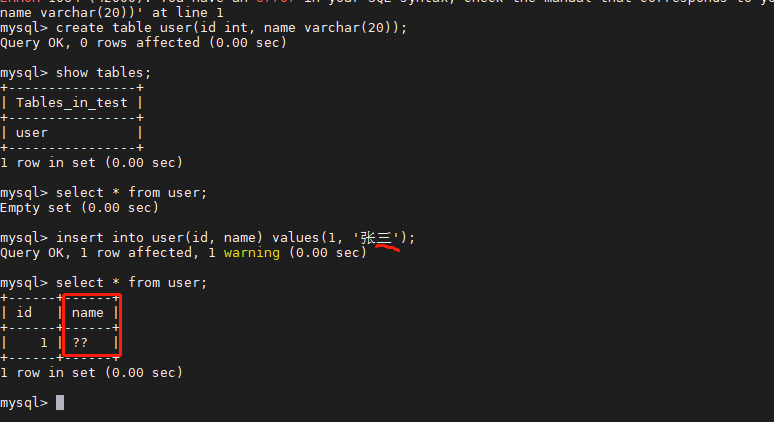 name varchar(20))' at line 1
mysql> create table user(id int, name varchar(20));
Query OK, 0 rows affected (0.00 sec)
mysql> show tables;
+----------------+
| Tables_in_test |
+----------------+
| user           |
+----------------+
1 row in set (0.00 sec)
mysql> select * from user;
Empty set (0.00 sec)
mysql> insert into user(id, name) values(1, '张三');
Query OK, 1 row affected, 1 warning (0.00 sec)
mysql> select * from user;
+------+------+
| id   | name |
+------+------+
|    1 | ??   |
+------+------+
1 row in set (0.00 sec)
mysql>